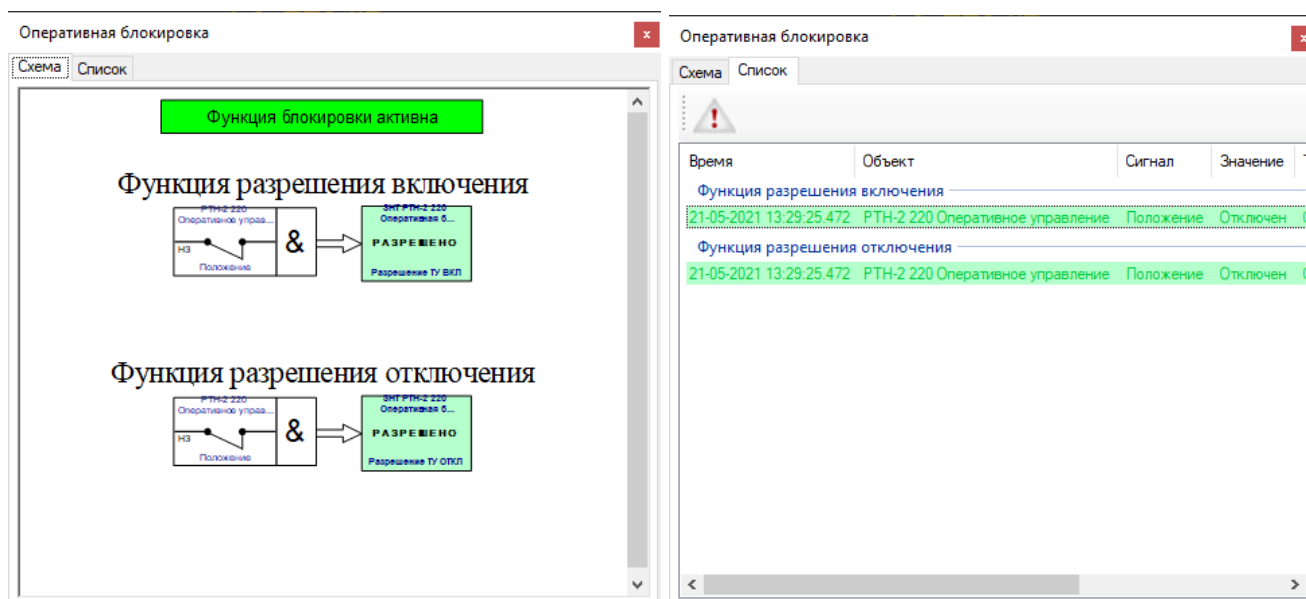 Оперативная блокировка
x
Схема
Список
Функция блокировки активна
Функция разрешения включения
РТН-2 220
Оперативное управ...
НЗ
Положение
&
ЗНТ РТН-2 220
Оперативная б...
РАЗРЕШЕНО
Разрешение ТУ ВКЛ
Функция разрешения отключения
РТН-2 220
Оперативное управ...
НЗ
Положение
&
ЗНТ РТН-2 220
Оперативная б...
РАЗРЕШЕНО
Разрешение ТУ ОТКЛ
Оперативная блокировка
x
Схема
Список
Время Объект Сигнал Значение
Функция разрешения включения
21-05-2021 13:29:25.472 РТН-2 220 Оперативное управление Положение Отключен
Функция разрешения отключения
21-05-2021 13:29:25.472 РТН-2 220 Оперативное управление Положение Отключен